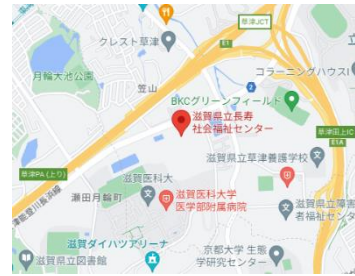 草津JCT
クレスト草津
E1
月輪大池公園
コラーニングハウスI
笠山
BKCグリーンフィールド
滋賀県立長寿
社会福祉センター
草津田上IC
E1A
草津PA (上り)
滋賀県立草津養護学校
滋賀医科大
瀬田月輪町
滋賀医科大学
医学部附属病院
滋賀県立障害
者福祉センター
滋賀ダイハツアリーナ
京都大学 生態
学研究センター
滋賀県立図書館